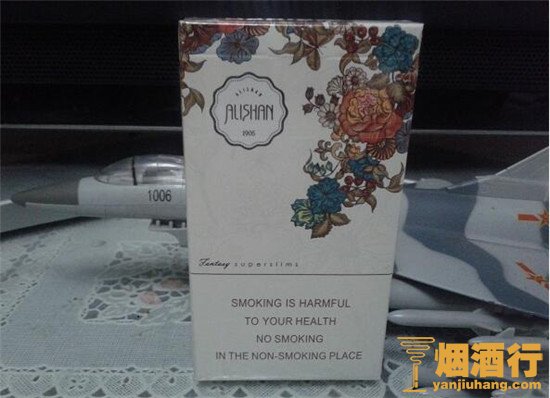 ALISHAN
ALISHAN
1905
Fantasy superslims
SMOKING IS HARMFUL
TO YOUR HEALTH
NO SMOKING
IN THE NON-SMOKING PLACE
1006
烟酒行
yanjiuhang.com